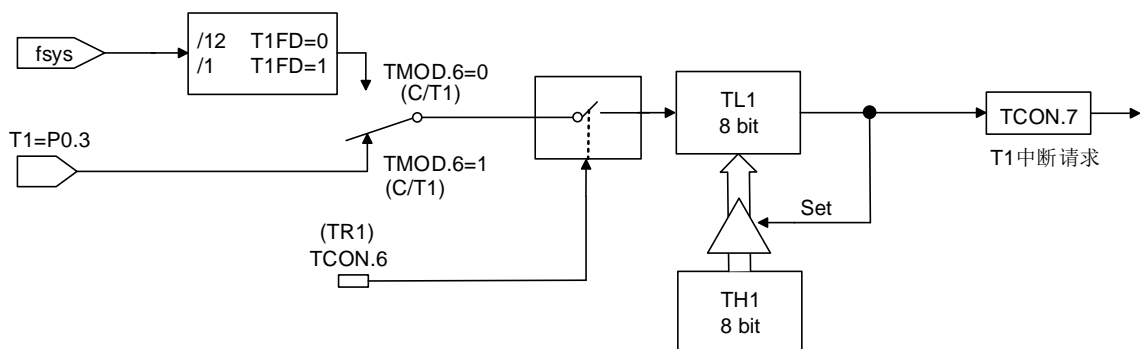 fsys
/12 T1FD=0
/1 T1FD=1
TMOD.6=0
(C/T1)
T1=P0.3
TMOD.6=1
(C/T1)
(TR1)
TCON.6
TL1
8 bit
TCON.7
T1中断请求
Set
TH1
8 bit